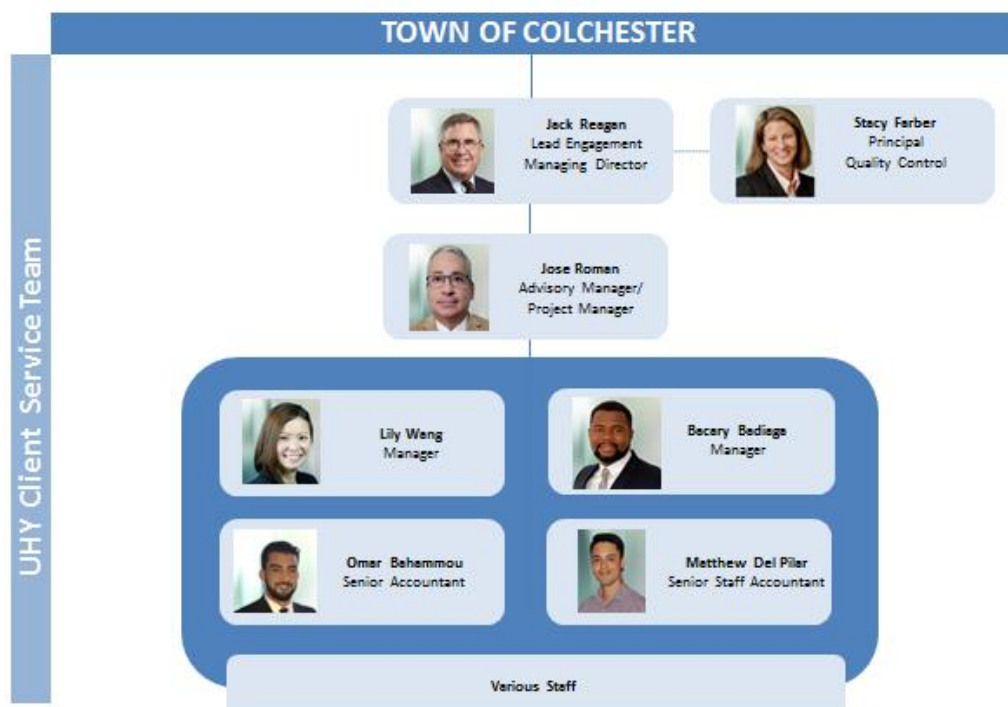 TOWN OF COLCHESTER
UHY Client Service Team
Jack Reagan
Lead Engagement
Managing Director
Stacy Farber
Principal
Quality Control
Jose Roman
Advisory Manager/
Project Manager
Lily Wang
Manager
Bacary Badiaga
Manager
Omar Bahammou
Senior Accountant
Matthew Del Pilar
Senior Staff Accountant
Various Staff